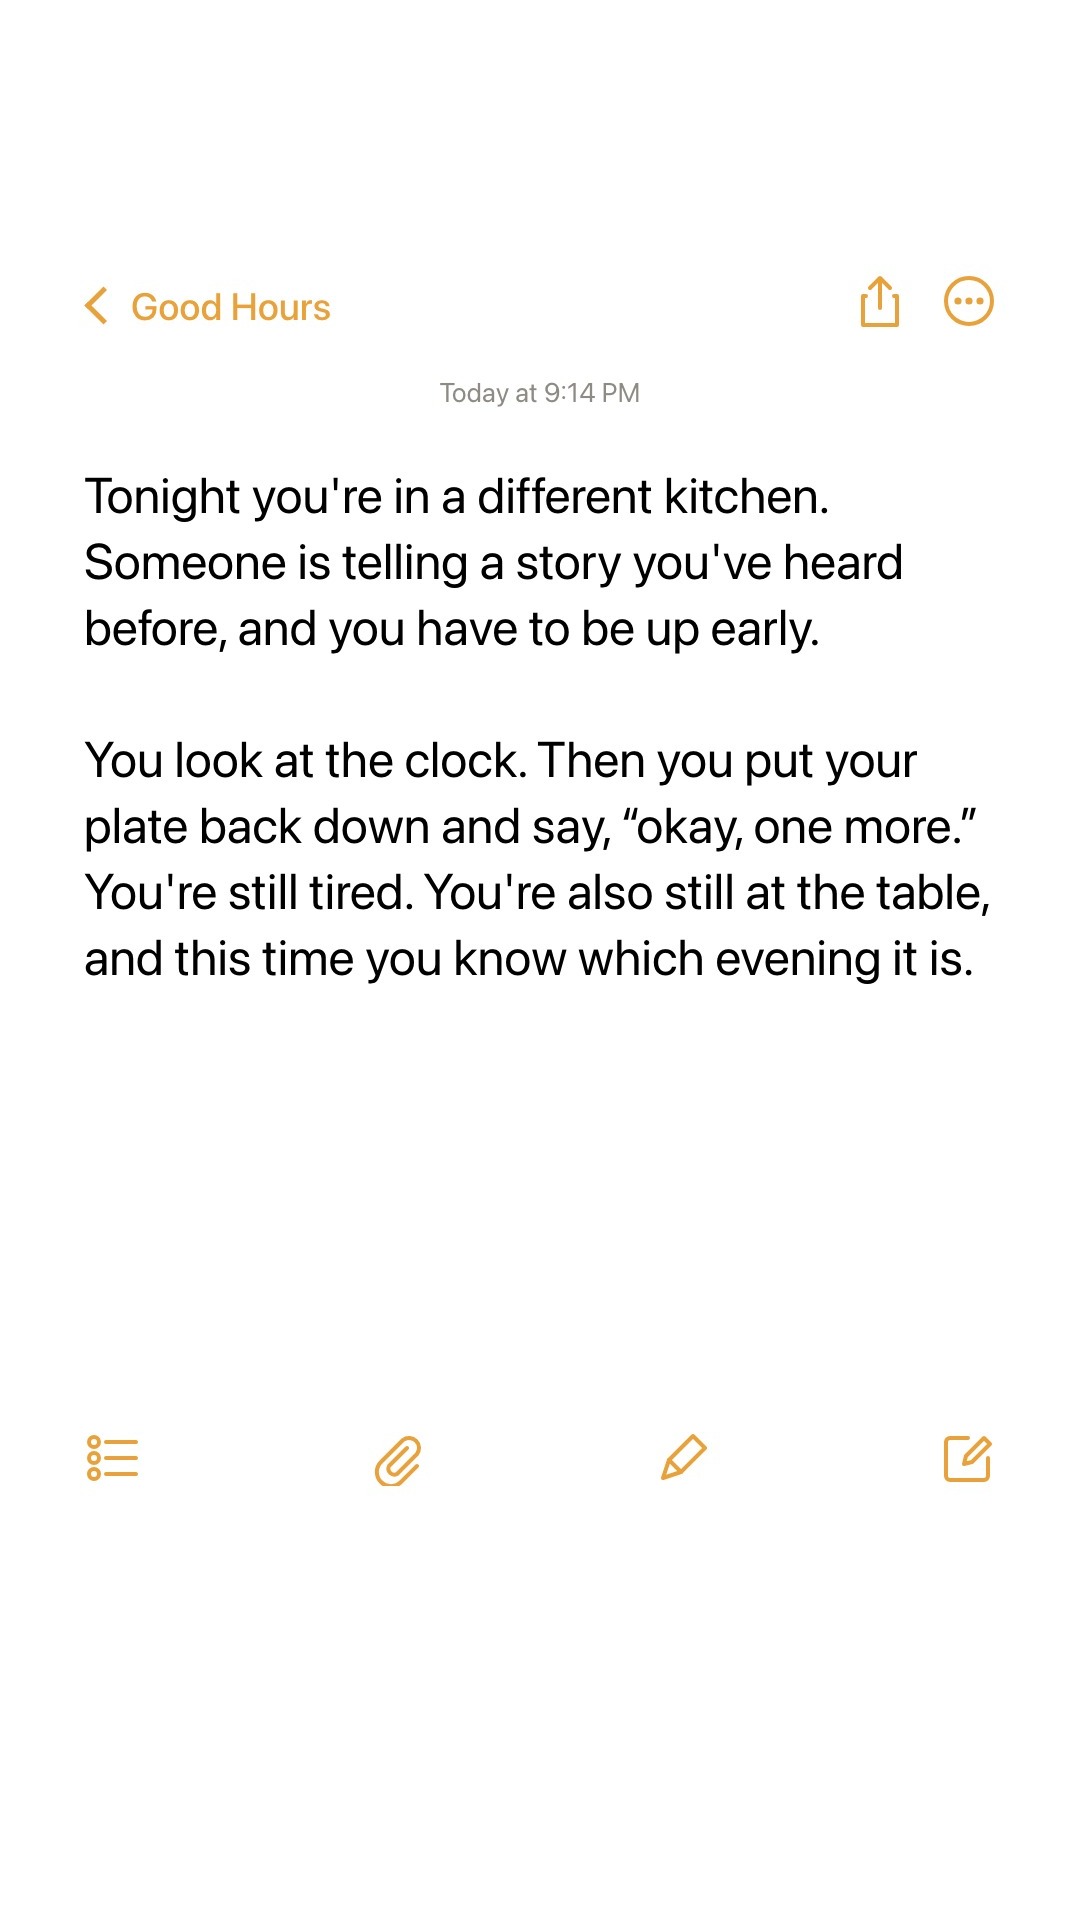 Good Hours
Today at 9:14 PM
Tonight you're in a different kitchen.
Someone is telling a story you've heard
before, and you have to be up early.
You look at the clock. Then you put your
plate back down and say, “okay, one more.”
You're still tired. You're also still at the table,
and this time you know which evening it is.